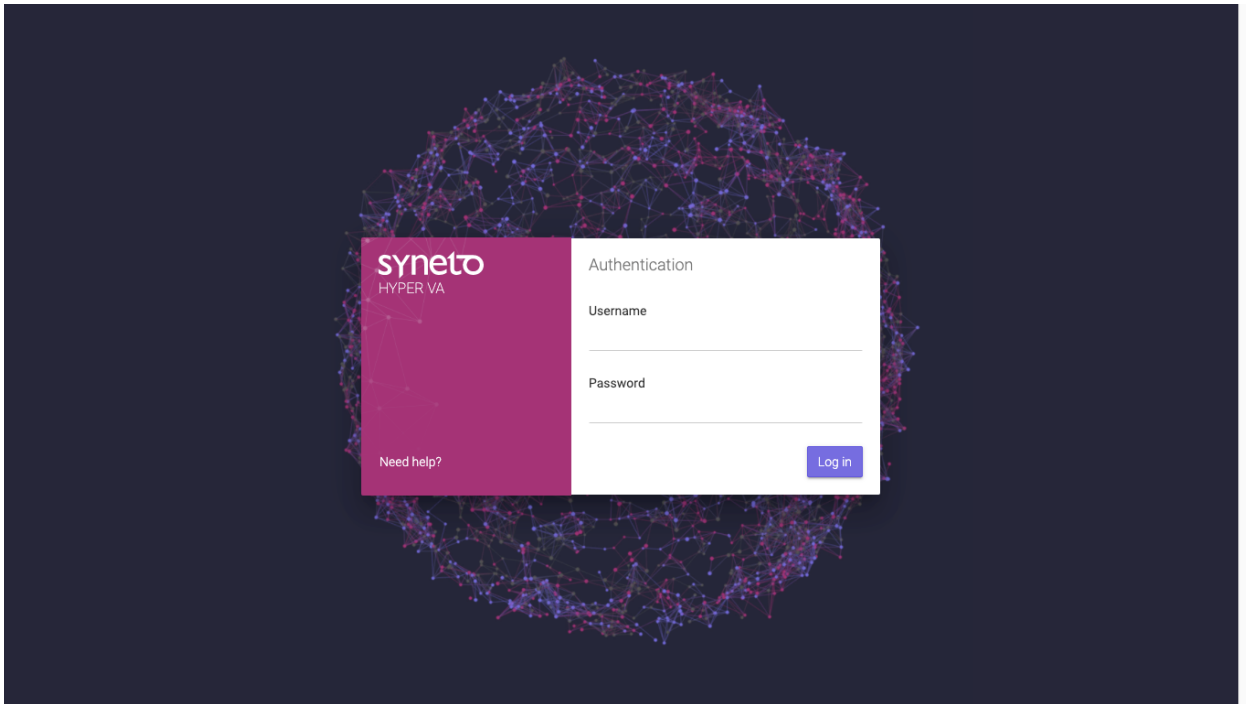 syneto
HYPER VA
Need help?
Authentication
Username
Password
Log in